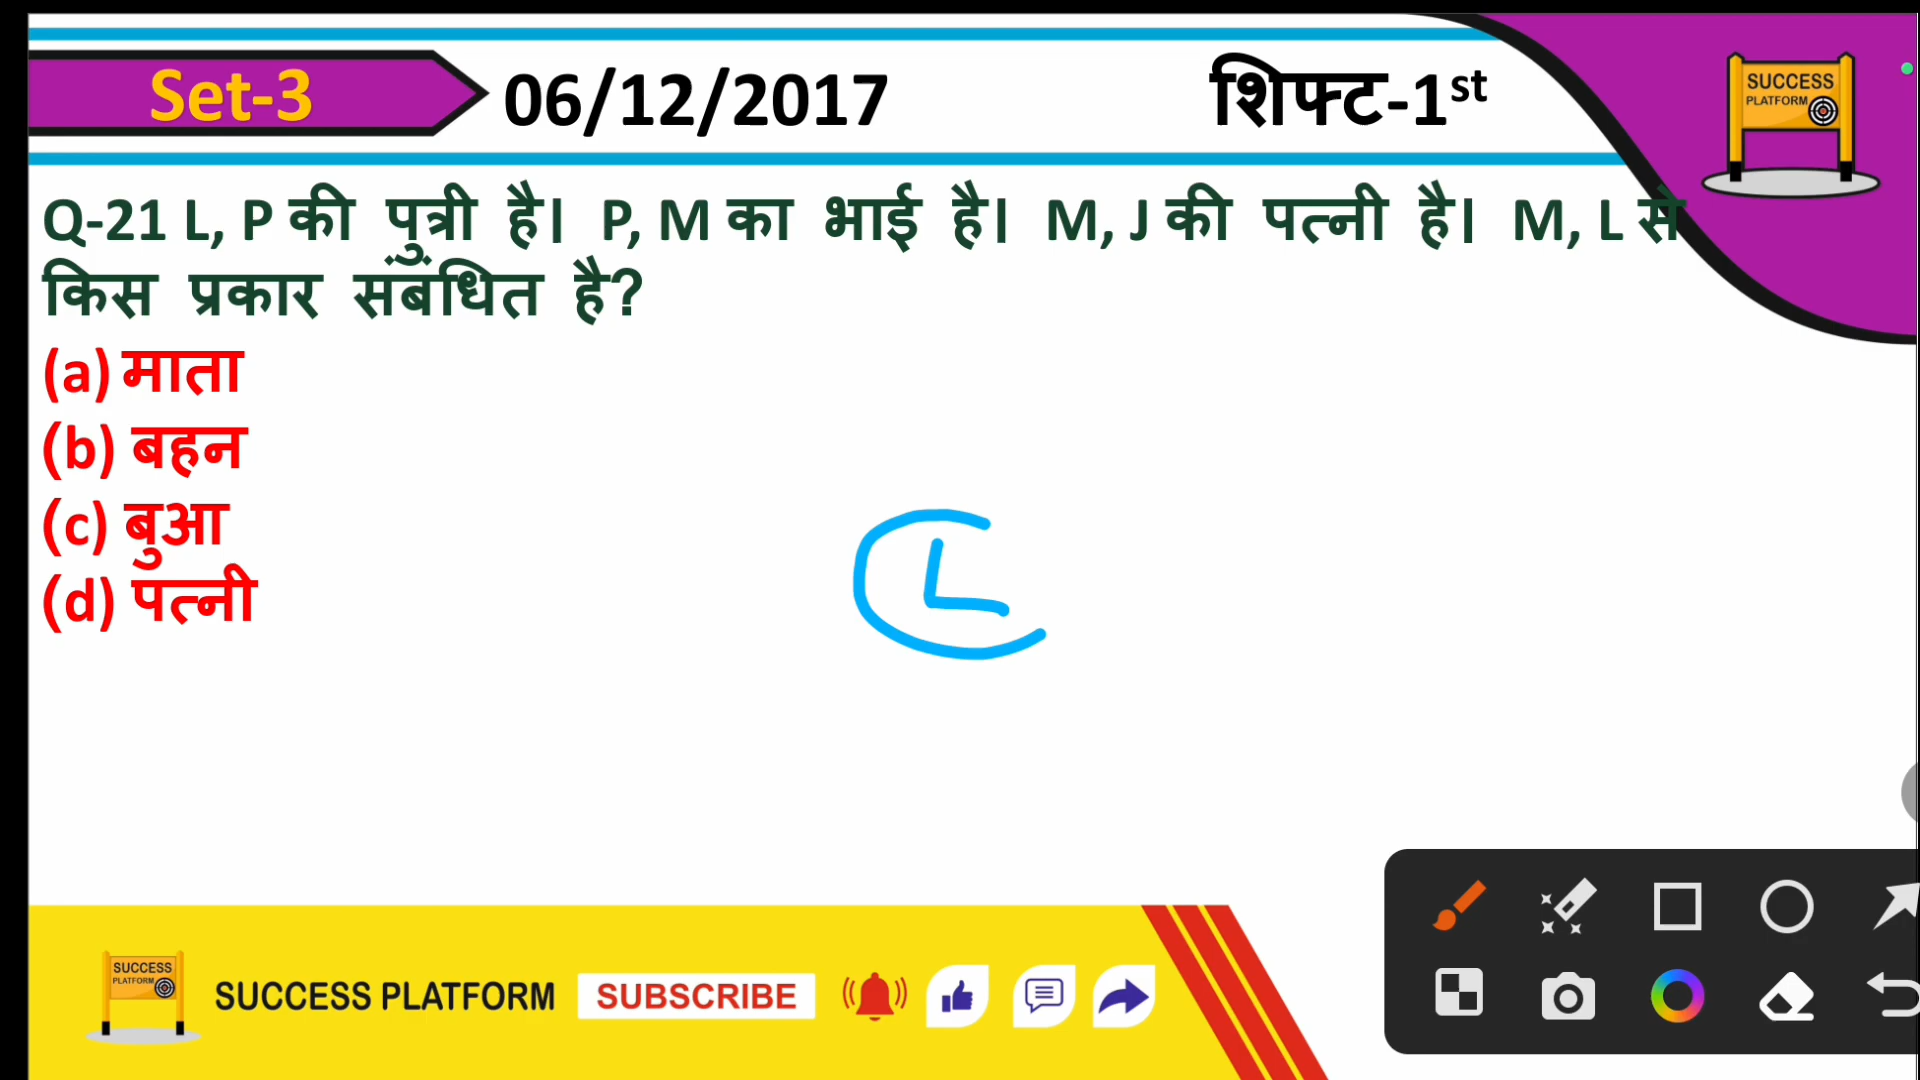 Set-3
06/12/2017
शिफ्ट-1st
SUCCESS
PLATFORM
Q-21 L, P की पुत्री है। P, M का भाई है। M, J की पत्नी है। M, L से
किस प्रकार संबंधित है?
(a) माता
(b) बहन
(c) बुआ
(d) पत्नी
L
SUCCESS
PLATFORM
SUCCESS PLATFORM
SUBSCRIBE